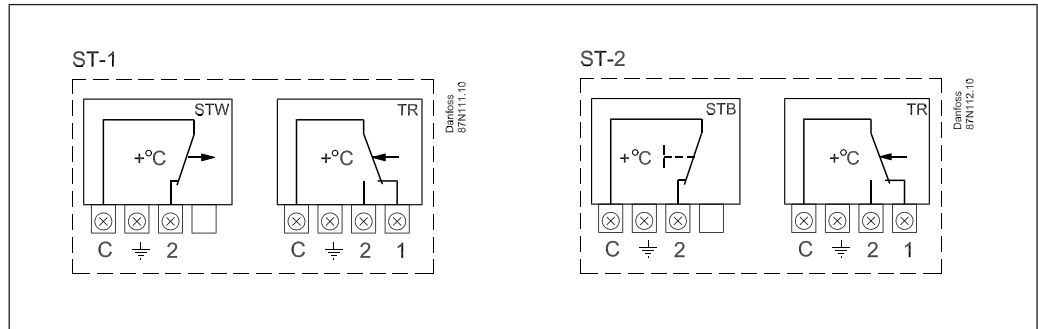 ST-1
STW
+°C
C ⏚ 2
TR
+°C
C ⏚ 2 1
Danfoss
87N111.10
ST-2
STB
+°C
C ⏚ 2
TR
+°C
C ⏚ 2 1
Danfoss
87N112.10